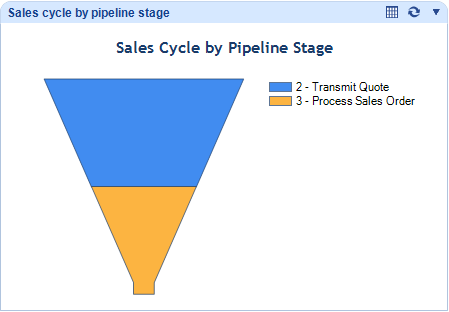 Sales cycle by pipeline stage
Sales Cycle by Pipeline Stage
2 - Transmit Quote
3 - Process Sales Order